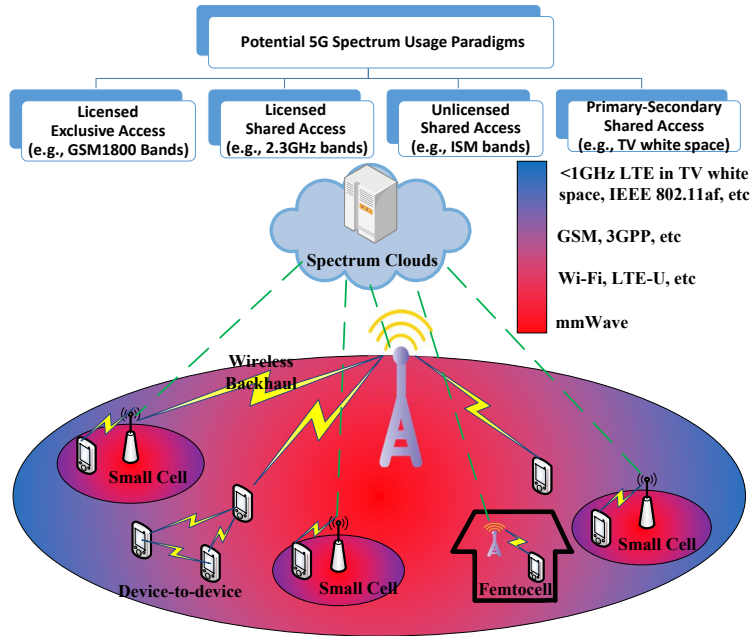 Potential 5G Spectrum Usage Paradigms
Licensed
Exclusive Access
(e.g., GSM1800 Bands)
Licensed
Shared Access
(e.g., 2.3GHz bands)
Unlicensed
Shared Access
(e.g., ISM bands)
Primary-Secondary
Shared Access
(e.g., TV white space)
<1GHz LTE in TV white
space, IEEE 802.11af, etc
GSM, 3GPP, etc
Wi-Fi, LTE-U, etc
mmWave
Spectrum Clouds
Wireless
Backhaul
Small Cell
Device-to-device
Small Cell
Femtocell
Small Cell